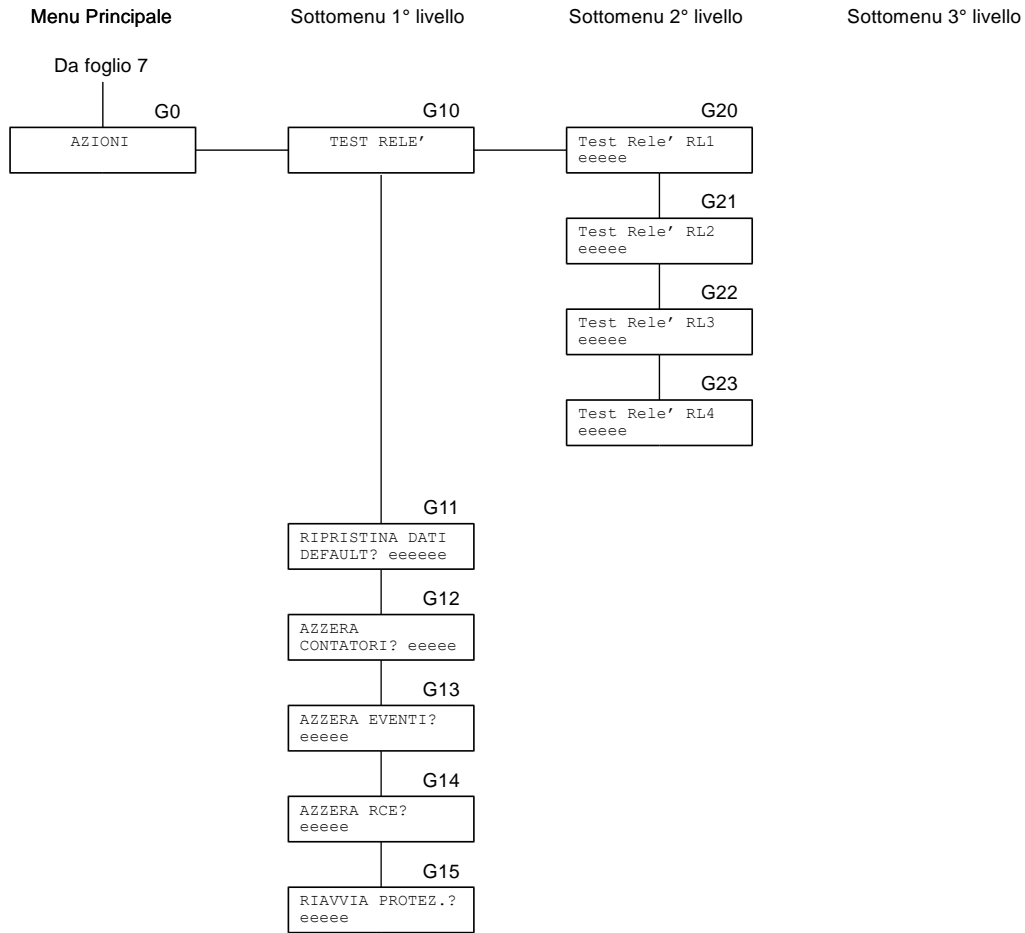 Menu Principale Sottomenu 1° livello Sottomenu 2° livello Sottomenu 3° livello
Da foglio 7
G0 G10 G20
AZIONI TEST RELE' Test Rele' RL1
eeeee
G21
Test Rele' RL2
eeeee
G22
Test Rele' RL3
eeeee
G23
Test Rele' RL4
eeeee
G11
RIPRISTINA DATI
DEFAULT? eeeeee
G12
AZZERA
CONTATORI? eeeee
G13
AZZERA EVENTI?
eeeee
G14
AZZERA RCE?
eeeee
G15
RIAVVIA PROTEZ.?
eeeee